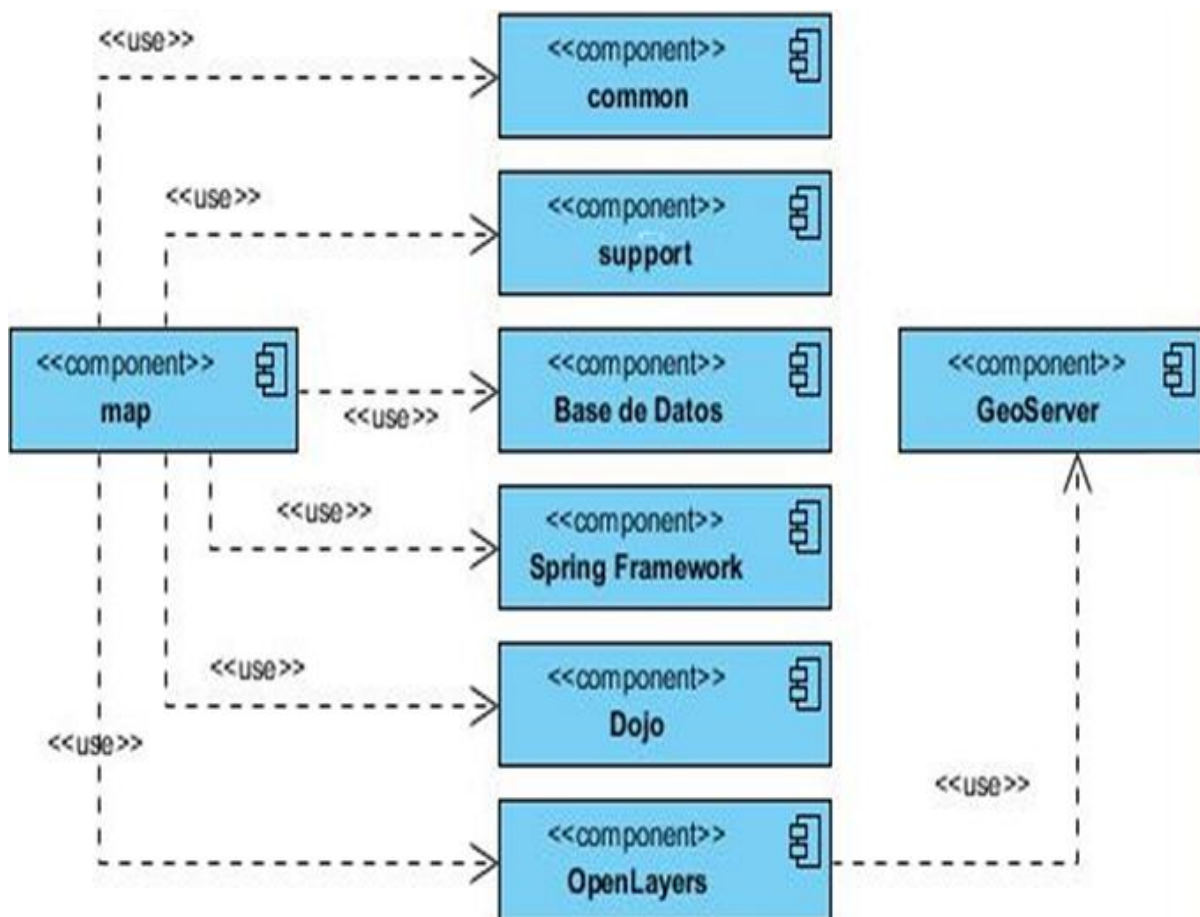 <<use>>
<<component>>
common
<<use>>
<<component>>
support
<<component>>
map
<<use>>
<<component>>
Base de Datos
<<component>>
GeoServer
<<use>>
<<component>>
Spring Framework
<<use>>
<<component>>
Dojo
<<use>>
<<component>>
OpenLayers
<<use>>